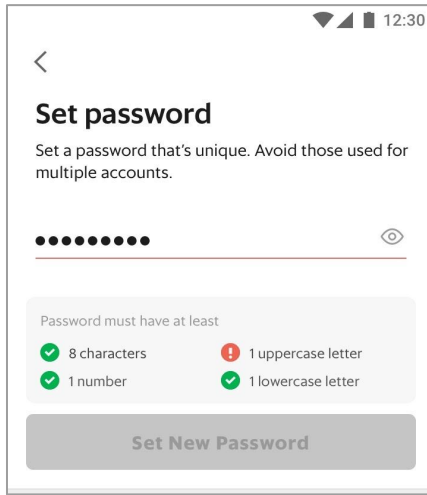 12:30
Set password
Set a password that's unique. Avoid those used for
multiple accounts.
●●●●●●●●●
Password must have at least
8 characters
1 uppercase letter
1 number
1 lowercase letter
Set New Password